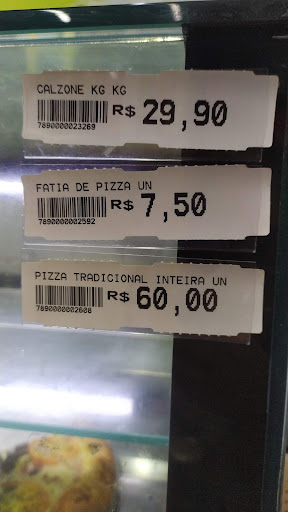 CALZONE KG KG
R$ 29,90
7890000023269
FATIA DE PIZZA UN
R$ 7,50
7890000002592
PIZZA TRADICIONAL INTEIRA UN
R$ 60,00
7890000002608